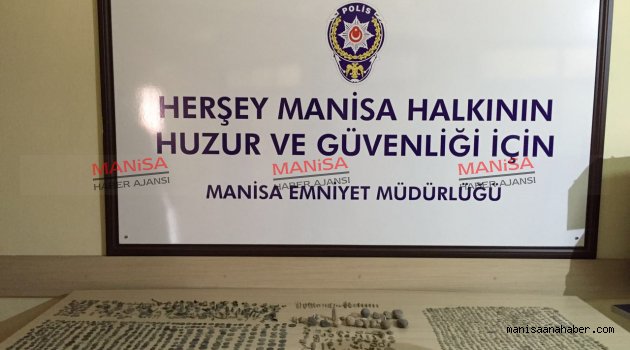 POLİS
HERŞEY MANİSA HALKININ
HUZUR VE GÜVENLİĞİ İÇİN
MANİSA HABER AJANSI
MANİSA HABER AJANSI
MANİSA HABER AJANSI
MANİSA EMNİYET MÜDÜRLÜĞÜ
manisaanahaber.com